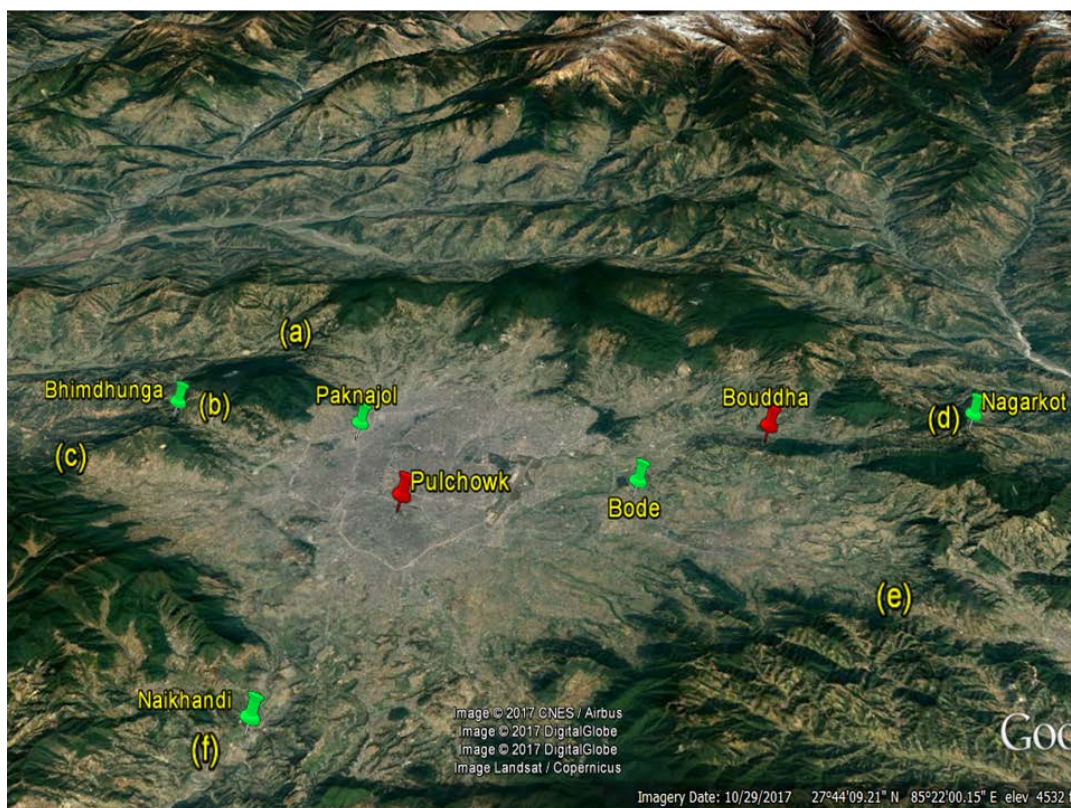 (a)
Bhimdhunga
(b)
Paknajol
Bouddha
(d)
Nagarkot
(c)
Pulchowk
Bode
(e)
Naikhandi
(f)
Image © 2017 CNES / Airbus
Image © 2017 DigitalGlobe
Image © 2017 DigitalGlobe
Image Landsat / Copernicus
Goo
Imagery Date: 10/29/2017 27°44'09.21" N 85°22'00.15" E elev 4532